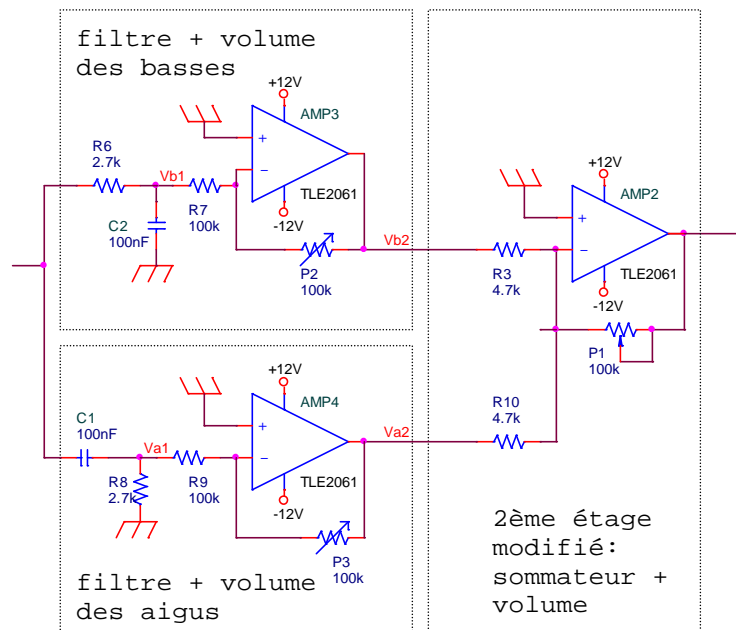 filtre + volume
des basses
+12V
AMP3
R6
2.7k
Vb1
+
-
TLE2061
R7
100k
C2
100nF
-12V
P2
100k
Vb2
+12V
AMP2
+
-
TLE2061
R3
4.7k
-12V
P1
100k
+12V
AMP4
C1
100nF
Va1
+
-
TLE2061
Va2
R10
4.7k
R8
2.7k
R9
100k
-12V
P3
100k
filtre + volume
des aigus
2ème étage
modifié:
sommateur +
volume